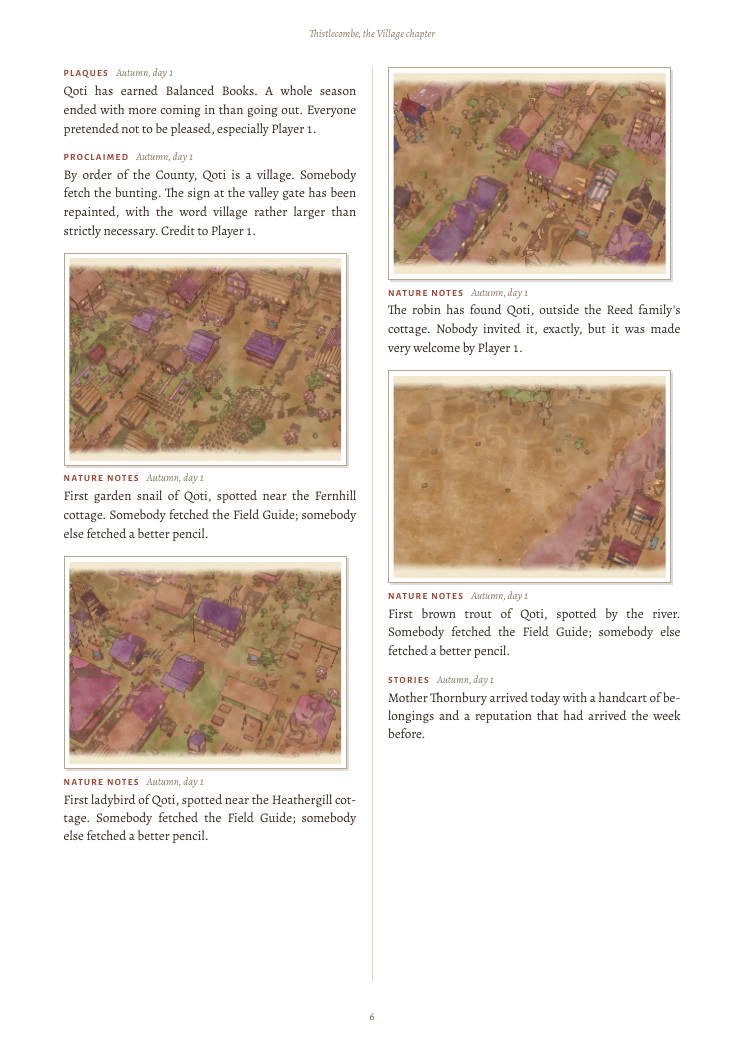 Thistlecombe, the Village chapter
PLAQUES Autumn, day 1
Qoti has earned Balanced Books. A whole season
ended with more coming in than going out. Everyone
pretended not to be pleased, especially Player 1.
PROCLAIMED Autumn, day 1
By order of the County, Qoti is a village. Somebody
fetch the bunting. The sign at the valley gate has been
repainted, with the word village rather larger than
strictly necessary. Credit to Player 1.
NATURE NOTES Autumn, day 1
First garden snail of Qoti, spotted near the Fernhill
cottage. Somebody fetched the Field Guide; somebody
else fetched a better pencil.
NATURE NOTES Autumn, day 1
First ladybird of Qoti, spotted near the Heathergill cot-
tage. Somebody fetched the Field Guide; somebody
else fetched a better pencil.
NATURE NOTES Autumn, day 1
The robin has found Qoti, outside the Reed family's
cottage. Nobody invited it, exactly, but it was made
very welcome by Player 1.
NATURE NOTES Autumn, day 1
First brown trout of Qoti, spotted by the river.
Somebody fetched the Field Guide; somebody else
fetched a better pencil.
STORIES Autumn, day 1
Mother Thornbury arrived today with a handcart of be-
longings and a reputation that had arrived the week
before.
6